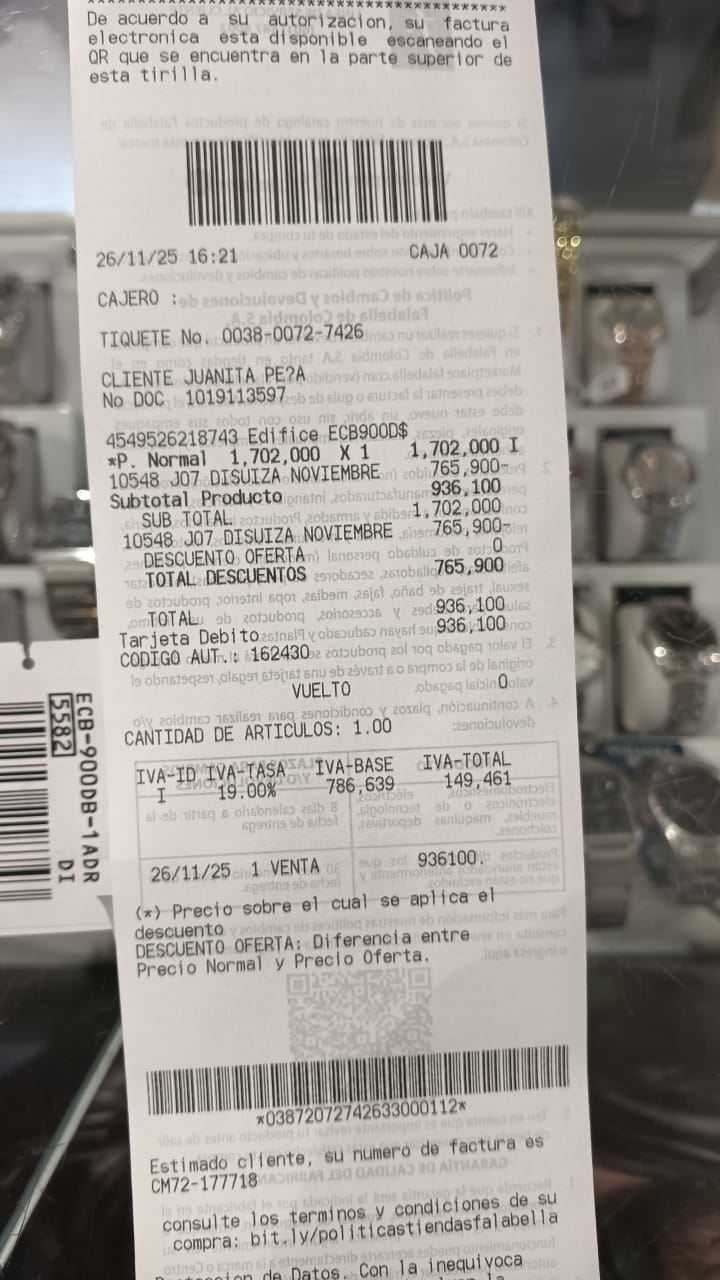 De acuerdo a su autorizacion, su factura
electronica esta disponible escaneando el
QR que se encuentra en la parte superior de
esta tirilla.
26/11/25 16:21 CAJA 0072
CAJERO :
TIQUETE No. 0038-0072-7426
CLIENTE JUANITA PE?A
No DOC 1019113597
4549526218743 Edifice ECB900D$
*P. Normal 1,702,000 X 1 1,702,000 I
10548 J07 DISUIZA NOVIEMBRE 765,900-
Subtotal Producto 936,100
SUB TOTAL 1,702,000
10548 J07 DISUIZA NOVIEMBRE 765,900-
DESCUENTO OFERTA 0
TOTAL DESCUENTOS 765,900
TOTAL 936,100
Tarjeta Debito 936,100
CODIGO AUT.: 162430
VUELTO 0
CANTIDAD DE ARTICULOS: 1.00
IVA-ID IVA-TASA IVA-BASE IVA-TOTAL
I 19.00% 786,639 149,461
26/11/25 1 VENTA 936100.
(*) Precio sobre el cual se aplica el
descuento
DESCUENTO OFERTA: Diferencia entre
Precio Normal y Precio Oferta.
*03872072742633000112*
Estimado cliente, su numero de factura es
CM72-177718
consulte los terminos y condiciones de su
compra: bit.ly/politicastiendasfalabella
de Datos. Con la inequivoca
ECB-900DB-1ADR
5582 DI